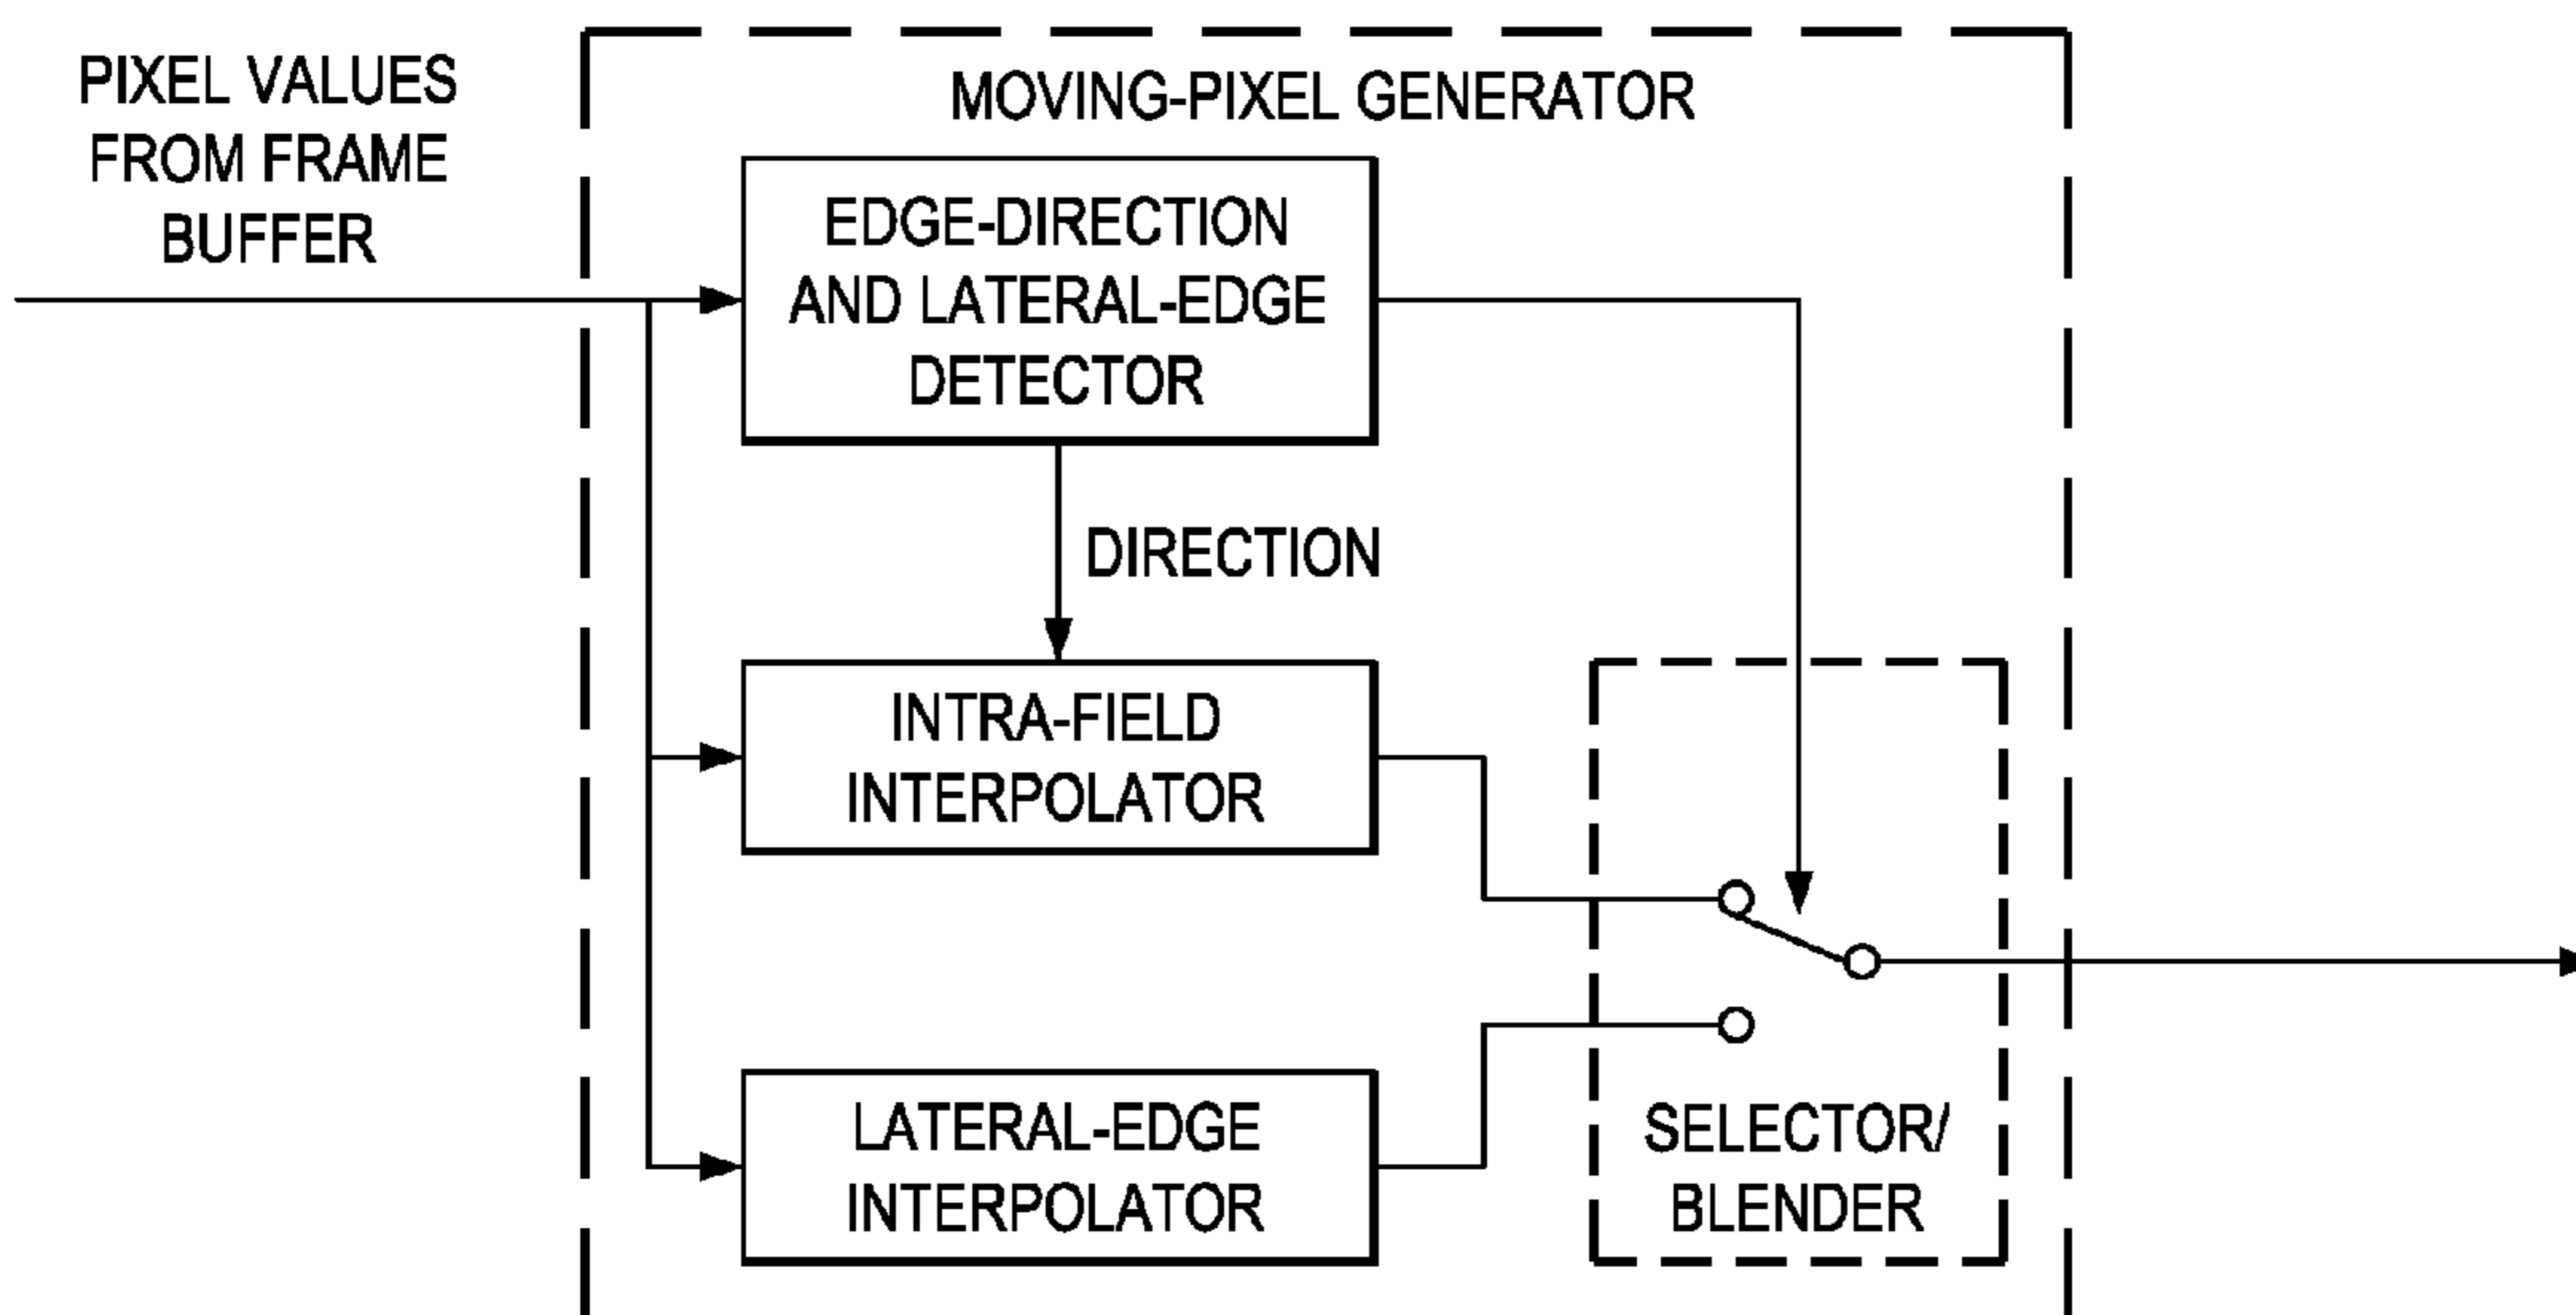 PIXEL VALUES
FROM FRAME
BUFFER
MOVING-PIXEL GENERATOR
EDGE-DIRECTION
AND LATERAL-EDGE
DETECTOR
DIRECTION
INTRA-FIELD
INTERPOLATOR
LATERAL-EDGE
INTERPOLATOR
SELECTOR/
BLENDER